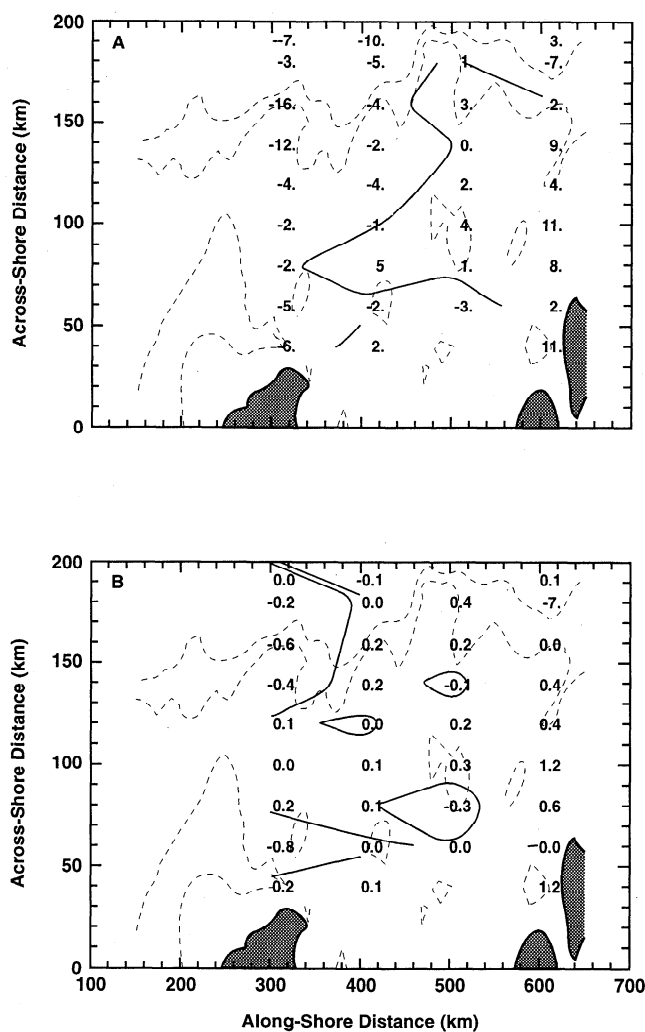 200 A --7. -10. 3.
-3. -5. 1 -7.
-16. -4. 3. 2.
150
-12. -2. 0. 9.
-4. -4. 2. 4.
100 -2. -1. 4. 11.
-2. 5 1. 8.
-5. -2. -3. 2.
50
-6. 2. 11.
0
Across-Shore Distance (km)
200 B 0.0 -0.1 0.1
-0.2 0.0 0.4 -7.
-0.6 0.2 0.2 0.0
150
-0.4 0.2 -0.1 0.4
0.1 0.0 0.2 0.4
100 0.0 0.1 0.3 1.2
0.2 0.1 -0.3 0.6
-0.8 0.0 0.0 -0.0
50
-0.2 0.1 1.2
0
Across-Shore Distance (km)
100 200 300 400 500 600 700
Along-Shore Distance (km)